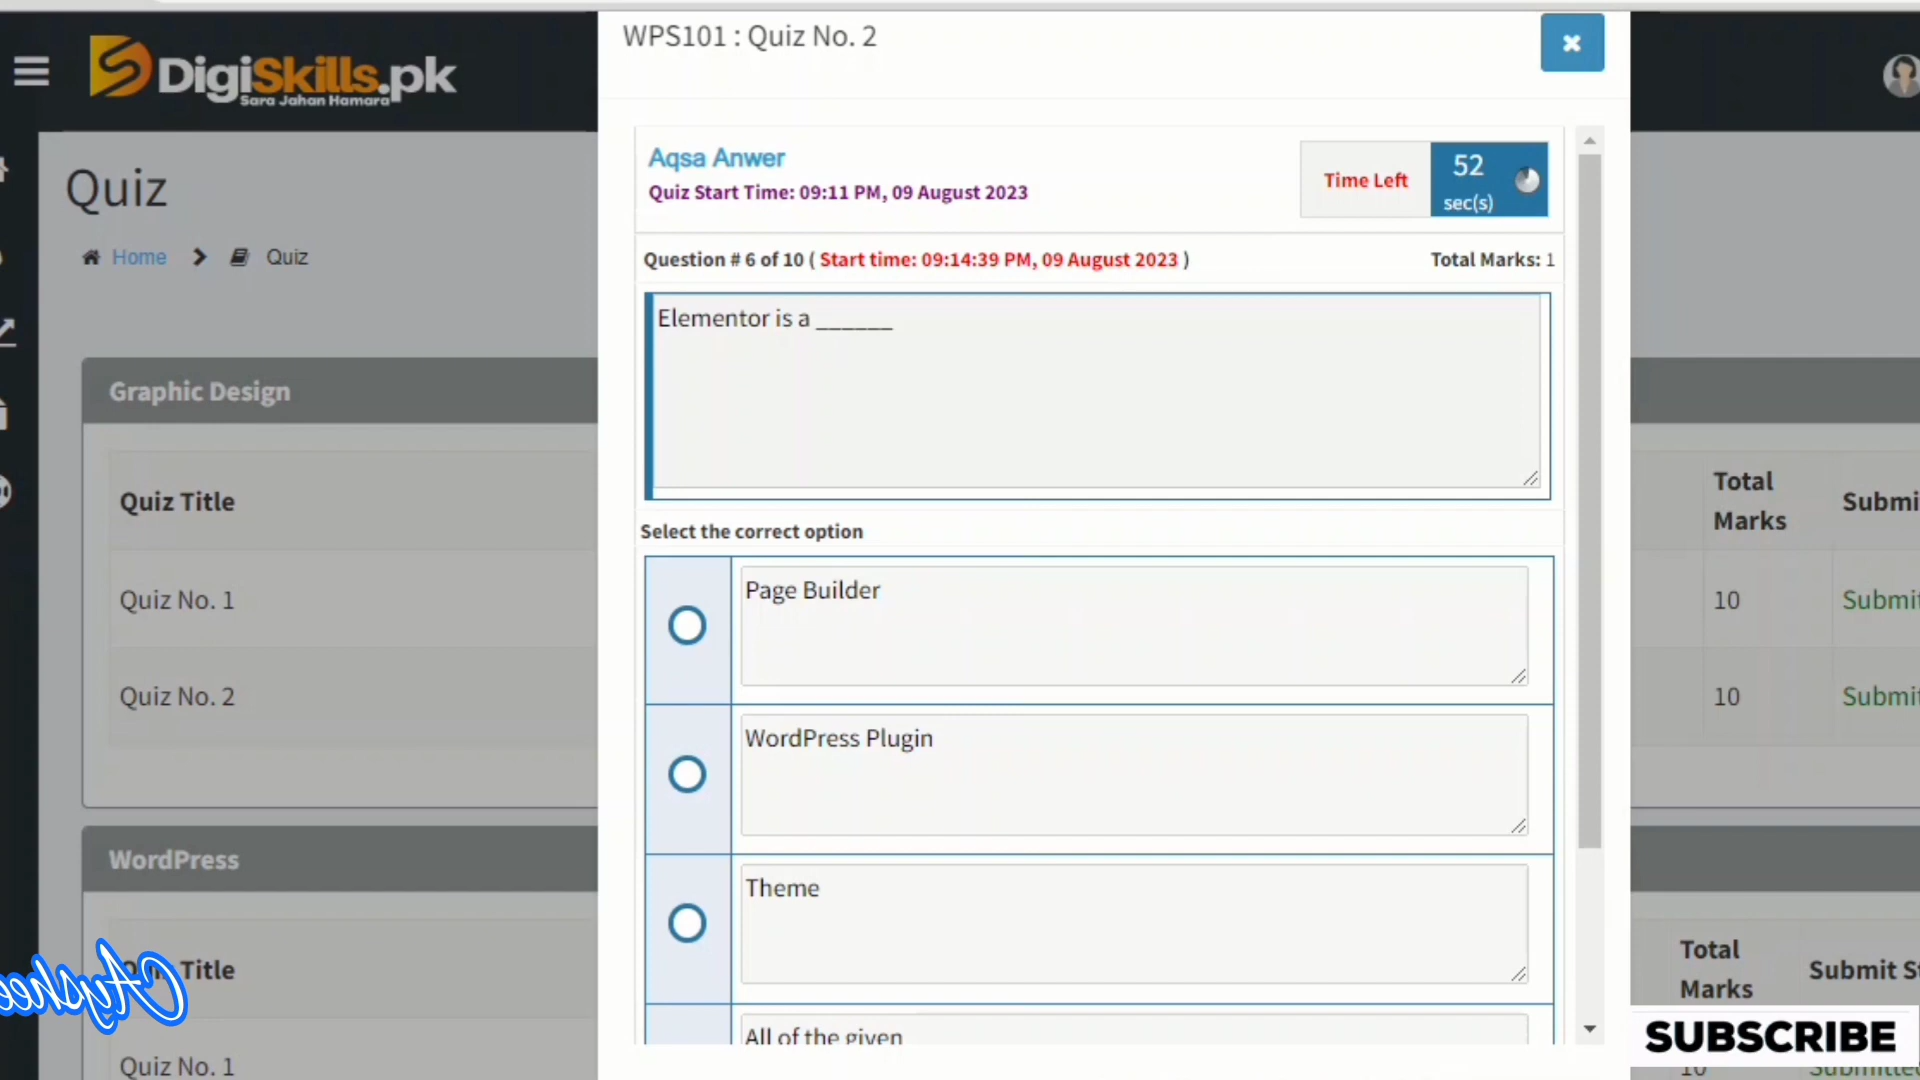 WPS101 : Quiz No. 2
DigiSkills.pk
Sara Jahan Hamara
Quiz
Home
Quiz
Aqsa Anwer
Quiz Start Time: 09:11 PM, 09 August 2023
Time Left
52
sec(s)
Question # 6 of 10 ( Start time: 09:14:39 PM, 09 August 2023 )
Total Marks: 1
Elementor is a ______
Select the correct option
Page Builder
WordPress Plugin
Theme
All of the given
Graphic Design
Quiz Title
Total
Marks
Submi
Quiz No. 1
10
Submit
Quiz No. 2
10
Submit
WordPress
Title
Total
Marks
Submit S
Quiz No. 1
10
SUBSCRIBE